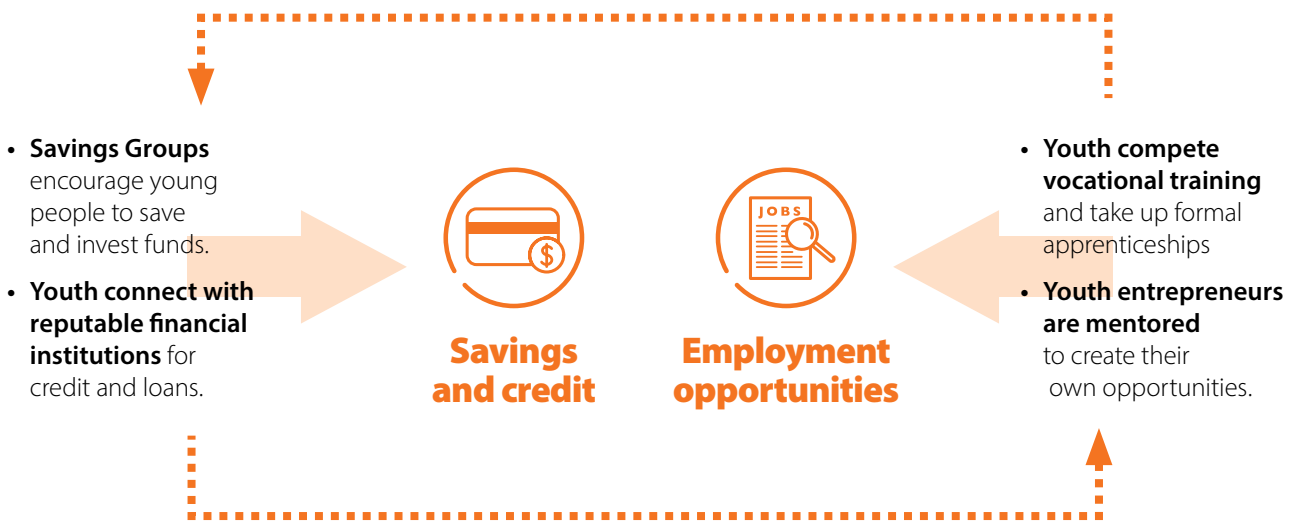 • Savings Groups
encourage young
people to save
and invest funds.
• Youth connect with
reputable financial
institutions for
credit and loans.
$
Savings
and credit
JOBS
Employment
opportunities
• Youth compete
vocational training
and take up formal
apprenticeships
• Youth entrepreneurs
are mentored
to create their
own opportunities.